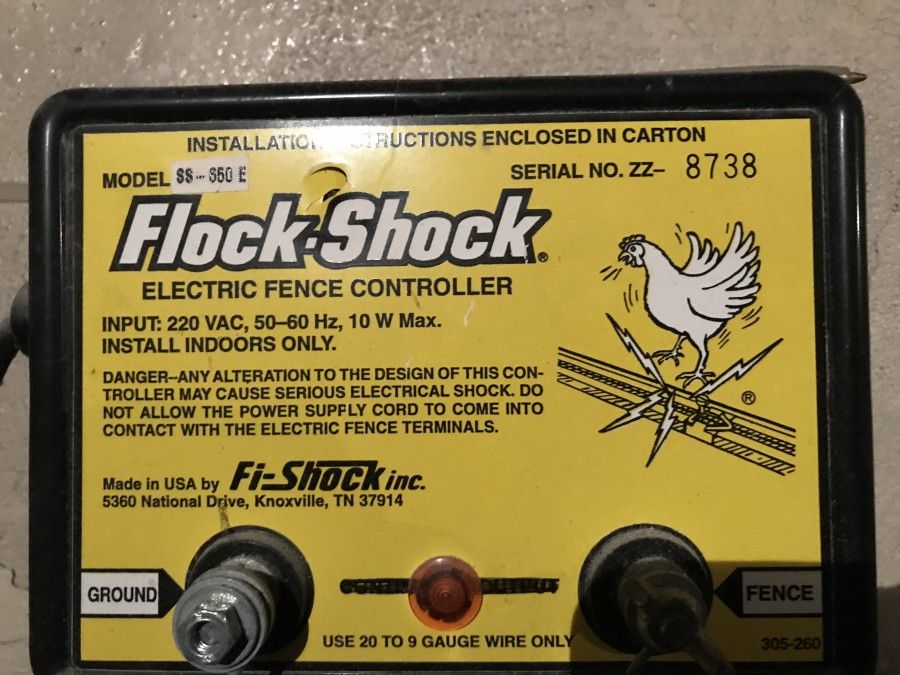 INSTALLATION INSTRUCTIONS ENCLOSED IN CARTON
MODEL SS-S50 E
SERIAL NO. ZZ- 8738
Flock-Shock®
ELECTRIC FENCE CONTROLLER
INPUT: 220 VAC, 50–60 Hz, 10 W Max.
INSTALL INDOORS ONLY.
DANGER–ANY ALTERATION TO THE DESIGN OF THIS CON-
TROLLER MAY CAUSE SERIOUS ELECTRICAL SHOCK. DO
NOT ALLOW THE POWER SUPPLY CORD TO COME INTO
CONTACT WITH THE ELECTRIC FENCE TERMINALS.
®
Made in USA by Fi-Shock inc.
5360 National Drive, Knoxville, TN 37914
GROUND
FENCE
USE 20 TO 9 GAUGE WIRE ONLY
305-260